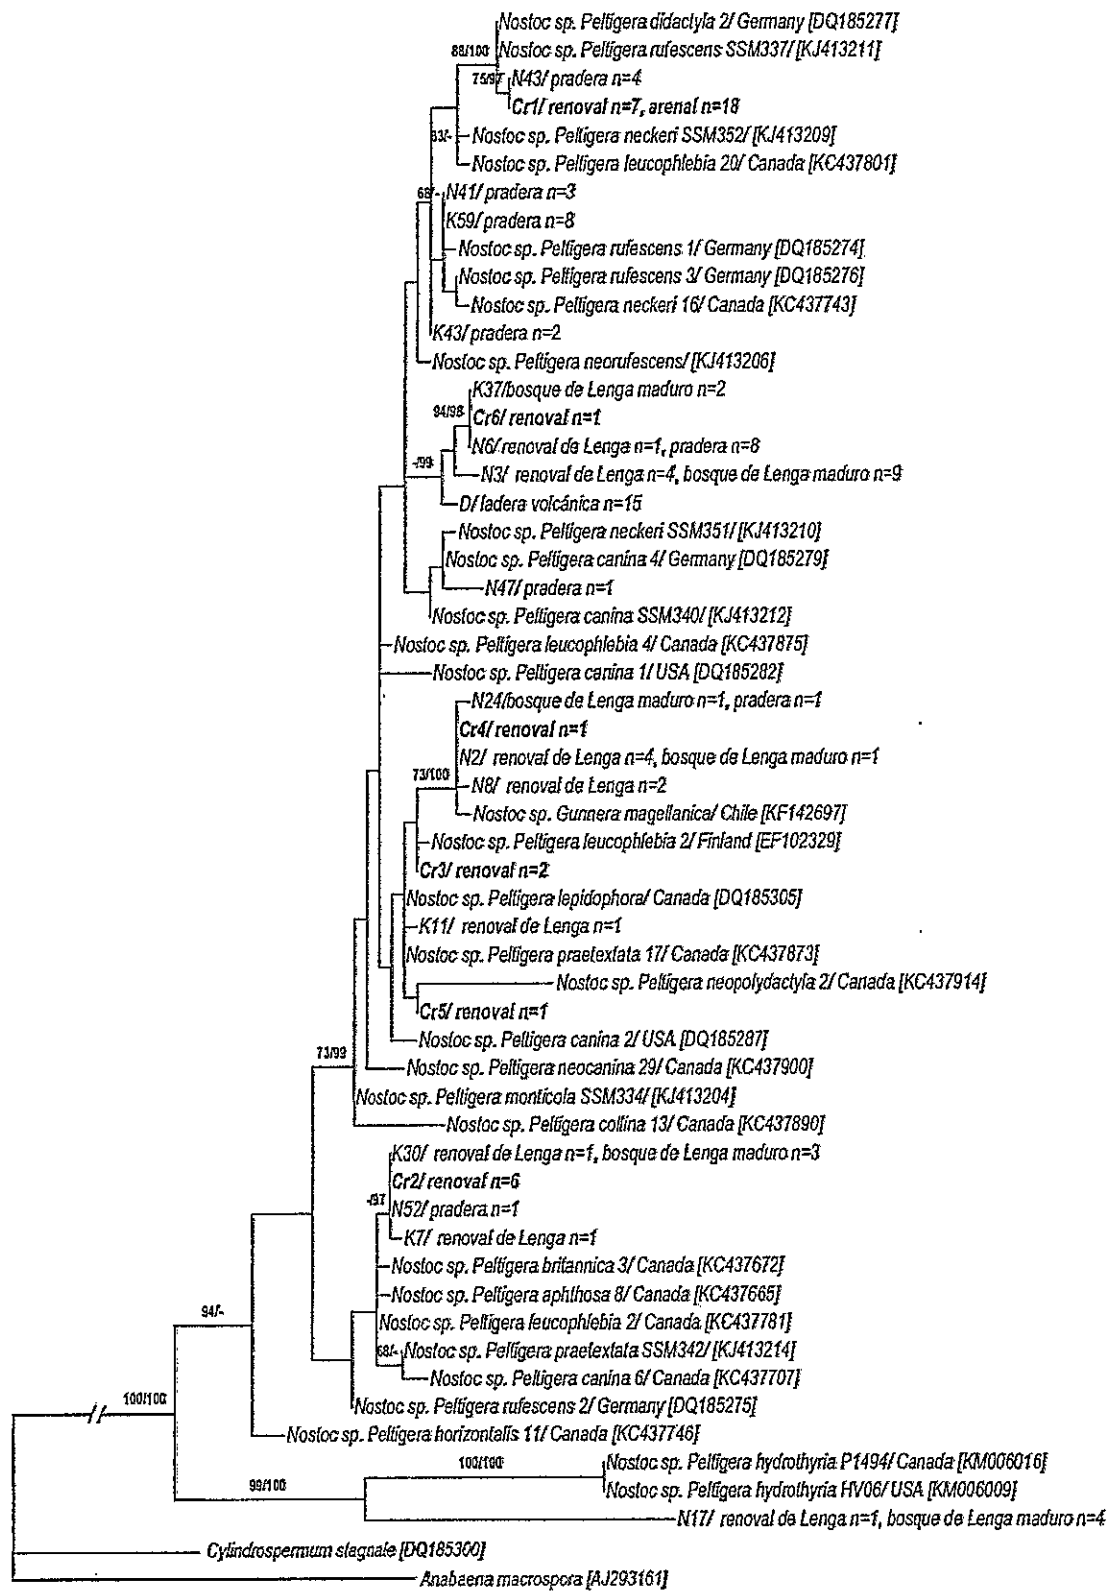 Nostoc sp. Peltigera didactyla 2/ Germany [DQ185277]
88/100
Nostoc sp. Peltigera rufescens SSM337/ [KJ413211]
75/97
N43/ pradera n=4
Cr1/ renoval n=7, arenal n=18
63/-
Nostoc sp. Peltigera neckeri SSM352/ [KJ413209]
Nostoc sp. Peltigera leucophlebia 20/ Canada [KC437801]
68/-
N41/ pradera n=3
K59/ pradera n=8
Nostoc sp. Peltigera rufescens 1/ Germany [DQ185274]
Nostoc sp. Peltigera rufescens 3/ Germany [DQ185276]
Nostoc sp. Peltigera neckeri 16/ Canada [KC437743]
K43/ pradera n=2
Nostoc sp. Peltigera neorufescens/ [KJ413206]
K37/bosque de Lenga maduro n=2
94/98
Cr6/ renoval n=1
N6/ renoval de Lenga n=1, pradera n=8
-/99
N3/ renoval de Lenga n=4, bosque de Lenga maduro n=9
D/ ladera volcánica n=15
Nostoc sp. Peltigera neckeri SSM351/ [KJ413210]
Nostoc sp. Peltigera canina 4/ Germany [DQ185279]
N47/ pradera n=1
Nostoc sp. Peltigera canina SSM340/ [KJ413212]
Nostoc sp. Peltigera leucophlebia 4/ Canada [KC437875]
Nostoc sp. Peltigera canina 1/ USA [DQ185282]
N24/bosque de Lenga maduro n=1, pradera n=1
Cr4/ renoval n=1
N2/ renoval de Lenga n=4, bosque de Lenga maduro n=1
73/100
N8/ renoval de Lenga n=2
Nostoc sp. Gunnera magellanica/ Chile [KF142697]
Nostoc sp. Peltigera leucophlebia 2/ Finland [EF102329]
Cr3/ renoval n=2
Nostoc sp. Peltigera lepidophora/ Canada [DQ185305]
K11/ renoval de Lenga n=1
Nostoc sp. Peltigera praetextata 17/ Canada [KC437873]
Nostoc sp. Peltigera neopolydactyla 2/ Canada [KC437914]
Cr5/ renoval n=1
Nostoc sp. Peltigera canina 2/ USA [DQ185287]
73/99
Nostoc sp. Peltigera neocanina 29/ Canada [KC437900]
Nostoc sp. Peltigera monticola SSM334/ [KJ413204]
Nostoc sp. Peltigera collina 13/ Canada [KC437890]
K30/ renoval de Lenga n=1, bosque de Lenga maduro n=3
Cr2/ renoval n=6
-/97
N52/ pradera n=1
K7/ renoval de Lenga n=1
Nostoc sp. Peltigera britannica 3/ Canada [KC437672]
Nostoc sp. Peltigera aphthosa 8/ Canada [KC437665]
94/-
Nostoc sp. Peltigera leucophlebia 2/ Canada [KC437781]
68/-
Nostoc sp. Peltigera praetextata SSM342/ [KJ413214]
Nostoc sp. Peltigera canina 6/ Canada [KC437707]
100/100
Nostoc sp. Peltigera rufescens 2/ Germany [DQ185275]
Nostoc sp. Peltigera horizontalis 11/ Canada [KC437746]
100/100
Nostoc sp. Peltigera hydrothyria P1494/ Canada [KM006016]
99/100
Nostoc sp. Peltigera hydrothyria HV06/ USA [KM006009]
N17/ renoval de Lenga n=1, bosque de Lenga maduro n=4
Cylindrospermum stagnale [DQ185300]
Anabaena macrospora [AJ293161]